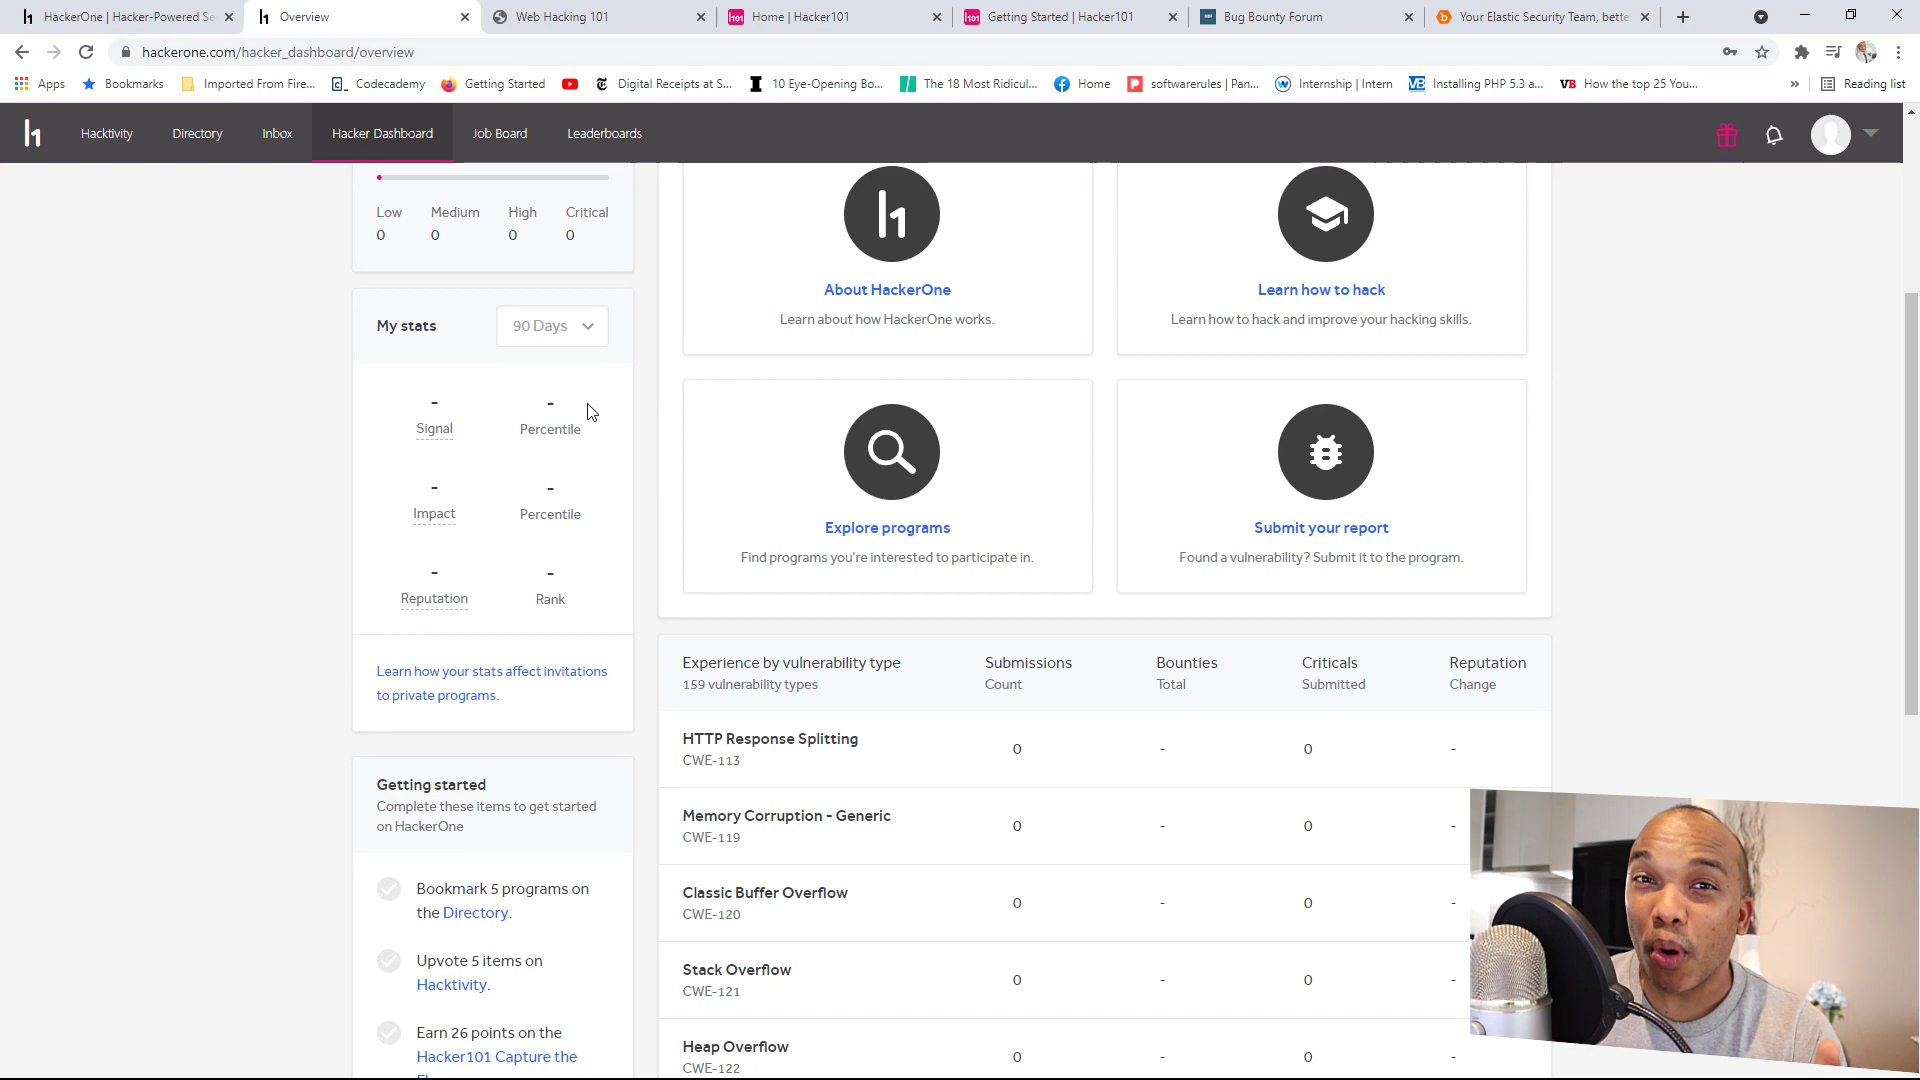 HackerOne | Hacker-Powered Se
Overview
Web Hacking 101
Home | Hacker101
Getting Started | Hacker101
Bug Bounty Forum
Your Elastic Security Team, bette
hackerone.com/hacker_dashboard/overview
Apps
Bookmarks
Imported From Fire...
Codecademy
Getting Started
Digital Receipts at S...
10 Eye-Opening Bo...
The 18 Most Ridicul...
Home
softwarerules | Pan...
Internship | Intern
Installing PHP 5.3 a...
VB How the top 25 You...
Reading list
Hacktivity
Directory
Inbox
Hacker Dashboard
Job Board
Leaderboards
Low Medium High Critical
0 0 0 0
My stats
90 Days
- -
Signal Percentile
- -
Impact Percentile
- -
Reputation Rank
Learn how your stats affect invitations
to private programs.
Getting started
Complete these items to get started
on HackerOne
Bookmark 5 programs on
the Directory.
Upvote 5 items on
Hacktivity.
Earn 26 points on the
Hacker101 Capture the
h1
About HackerOne
Learn about how HackerOne works.
Learn how to hack
Learn how to hack and improve your hacking skills.
Explore programs
Find programs you're interested to participate in.
Submit your report
Found a vulnerability? Submit it to the program.
Experience by vulnerability type Submissions Bounties Criticals Reputation
159 vulnerability types Count Total Submitted Change
HTTP Response Splitting 0 - 0 -
CWE-113
Memory Corruption - Generic 0 - 0 -
CWE-119
Classic Buffer Overflow 0 - 0 -
CWE-120
Stack Overflow 0 - 0 -
CWE-121
Heap Overflow 0 - 0 -
CWE-122